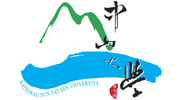 中山大學
NATIONAL SUN YAT-SEN UNIVERSITY